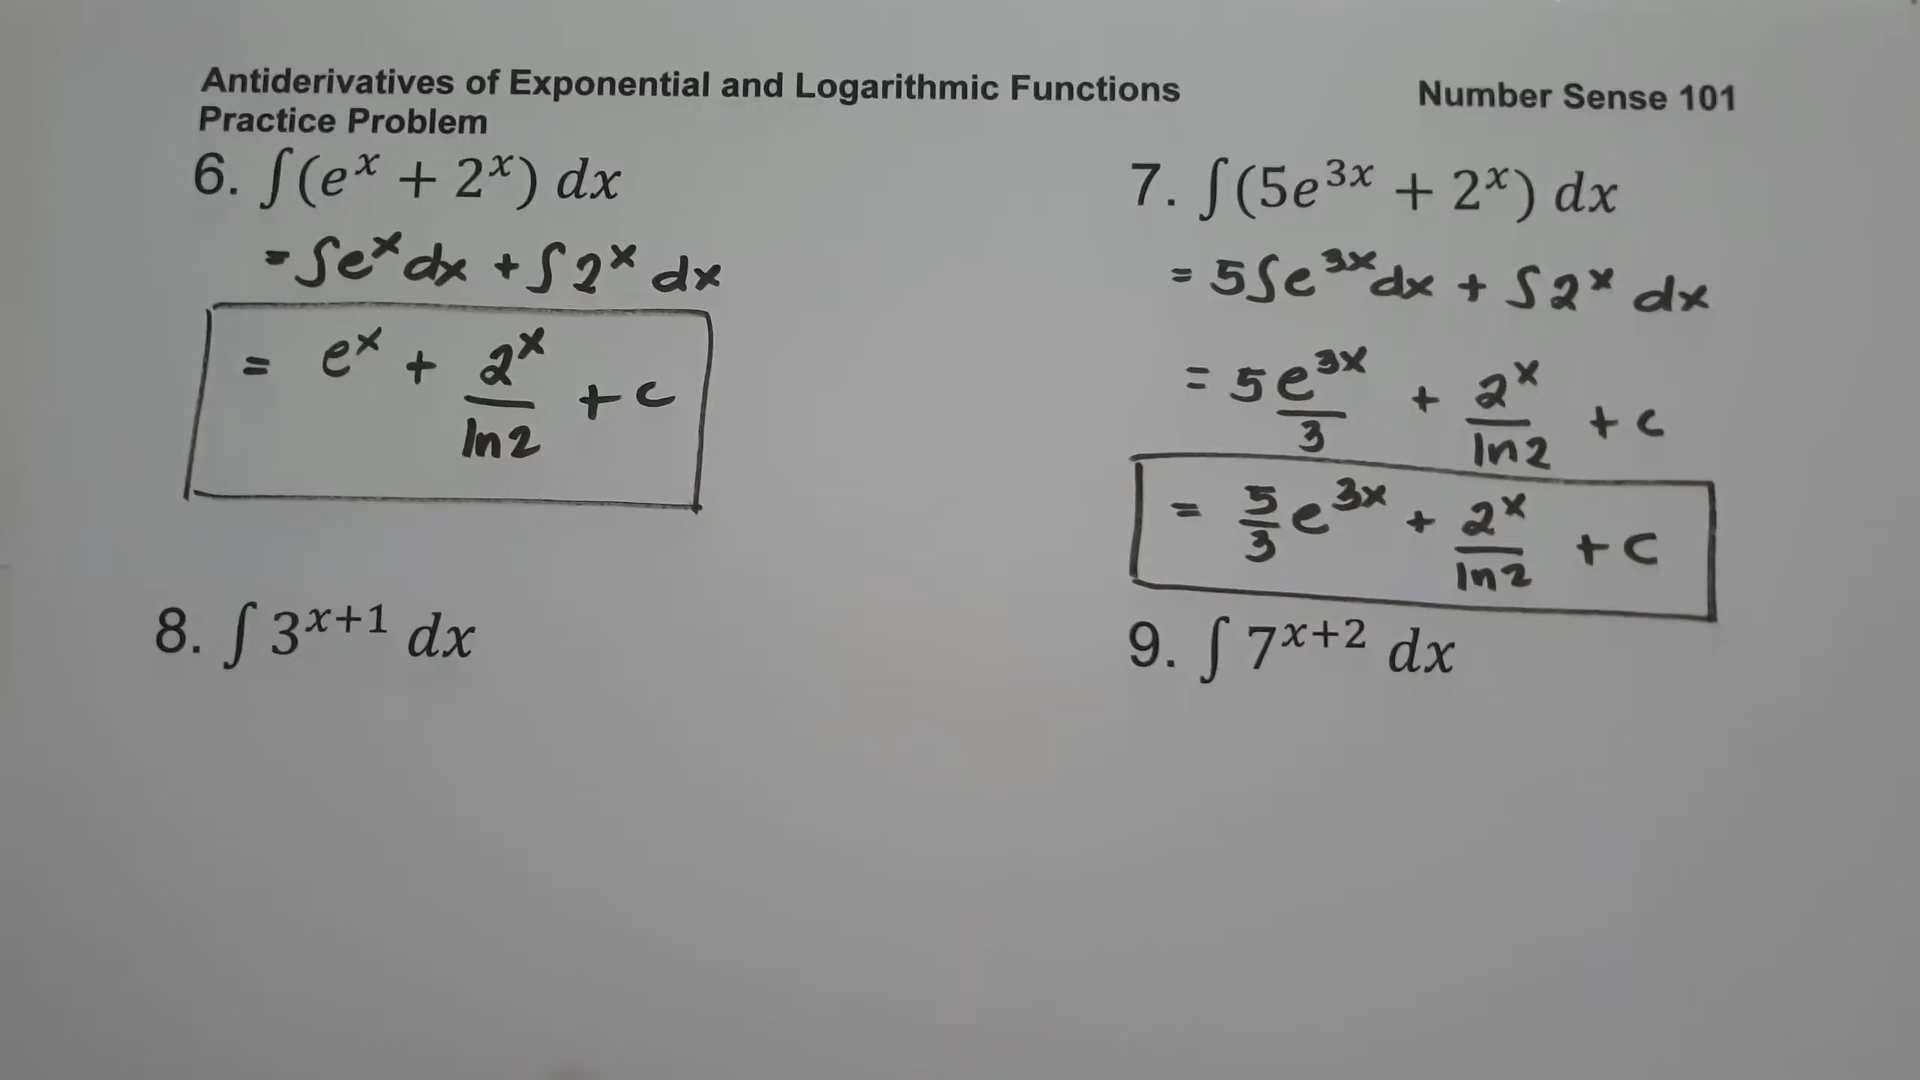 Antiderivatives of Exponential and Logarithmic Functions
Number Sense 101
Practice Problem
6. ∫(eˣ + 2ˣ) dx
= ∫eˣ dx + ∫2ˣ dx
= eˣ + 2ˣ/ln2 + c
7. ∫(5e³ˣ + 2ˣ) dx
= 5∫e³ˣ dx + ∫2ˣ dx
= 5 e³ˣ/3 + 2ˣ/ln2 + c
= 5/3 e³ˣ + 2ˣ/ln2 + c
8. ∫ 3ˣ⁺¹ dx
9. ∫ 7ˣ⁺² dx